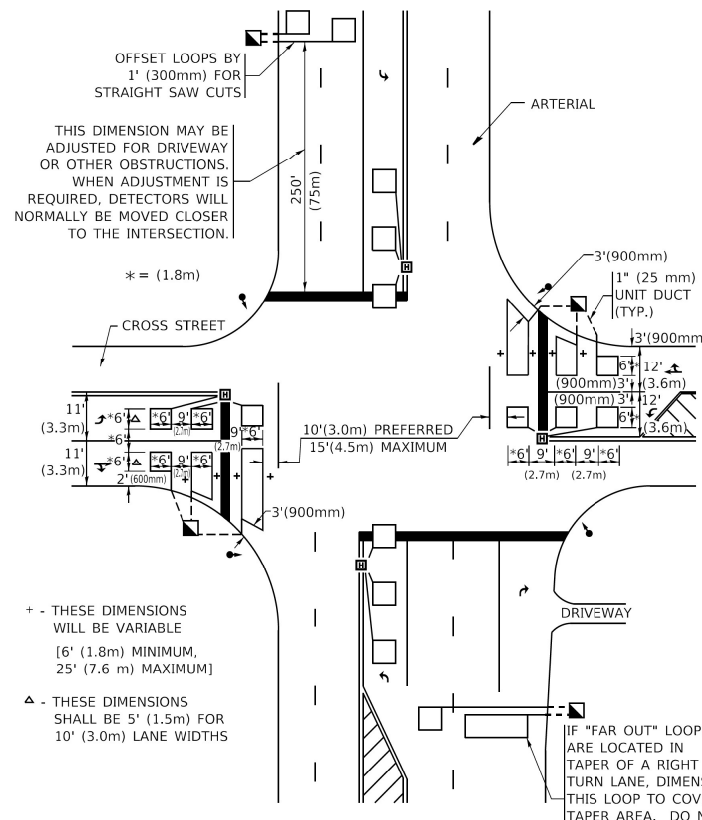 OFFSET LOOPS BY
1' (300mm) FOR
STRAIGHT SAW CUTS
ARTERIAL
THIS DIMENSION MAY BE
ADJUSTED FOR DRIVEWAY
OR OTHER OBSTRUCTIONS.
WHEN ADJUSTMENT IS
REQUIRED, DETECTORS WILL
NORMALLY BE MOVED CLOSER
TO THE INTERSECTION.
250'
(75m)
*= (1.8m)
H
3'(900mm)
1" (25 mm)
UNIT DUCT
(TYP.)
CROSS STREET
3'(900mm
6'
12'
(3.6m)
(900mm)3'
(900mm)3'
6'
12'
(3.6m)
H
11'
(3.3m)
*6'
*6' 9' *6'
(2.7m)
9'
*6'
(2.7m)
*6'
11'
(3.3m)
*6'
*6' 9' *6'
2'(600mm)
10'(3.0m) PREFERRED
15'(4.5m) MAXIMUM
H
*6' 9' *6' 9' *6'
(2.7m) (2.7m)
3'(900mm)
H
DRIVEWAY
+ - THESE DIMENSIONS
WILL BE VARIABLE
[6' (1.8m) MINIMUM,
25' (7.6 m) MAXIMUM]
△ - THESE DIMENSIONS
SHALL BE 5' (1.5m) FOR
10' (3.0m) LANE WIDTHS
IF "FAR OUT" LOOP
ARE LOCATED IN
TAPER OF A RIGHT
TURN LANE, DIMENS
THIS LOOP TO COV
TAPER AREA. DO N